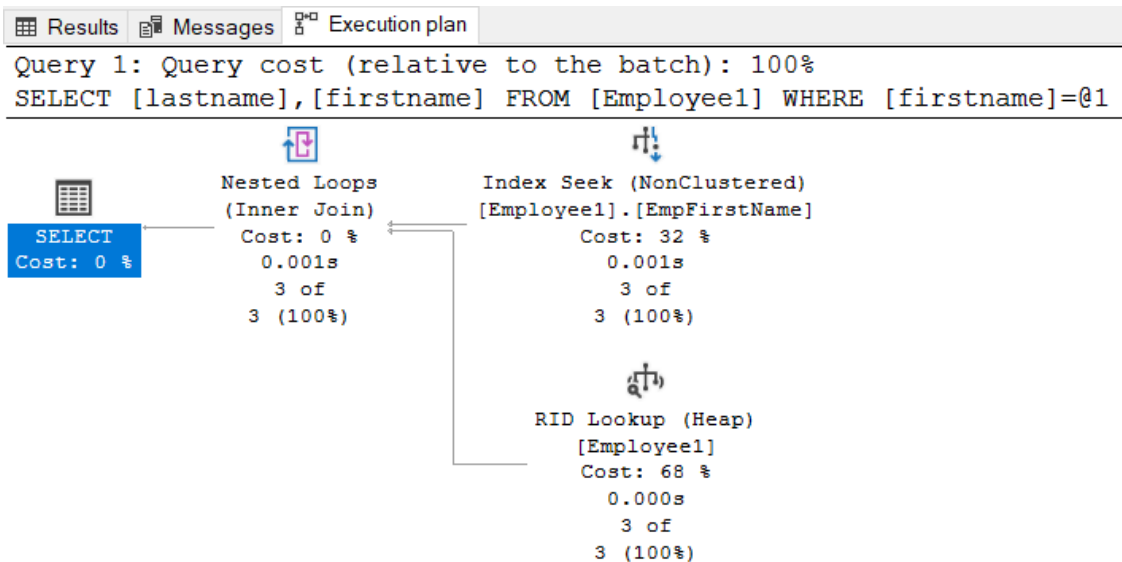 Results Messages Execution plan
Query 1: Query cost (relative to the batch): 100%
SELECT [lastname],[firstname] FROM [Employee1] WHERE [firstname]=@1
SELECT
Cost: 0 %
Nested Loops
(Inner Join)
Cost: 0 %
0.001s
3 of
3 (100%)
Index Seek (NonClustered)
[Employee1].[EmpFirstName]
Cost: 32 %
0.001s
3 of
3 (100%)
RID Lookup (Heap)
[Employee1]
Cost: 68 %
0.000s
3 of
3 (100%)